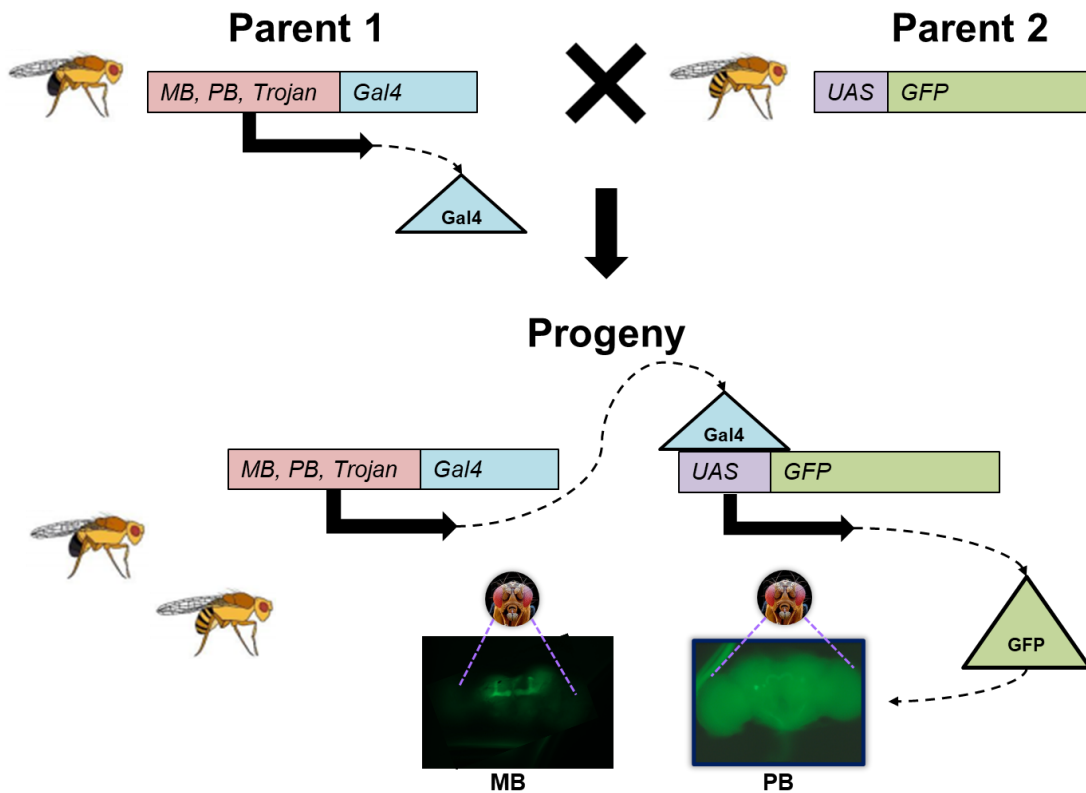 Parent 1
Parent 2
MB, PB, Trojan Gal4
UAS GFP
Gal4
Progeny
Gal4
MB, PB, Trojan Gal4
UAS GFP
GFP
MB
PB